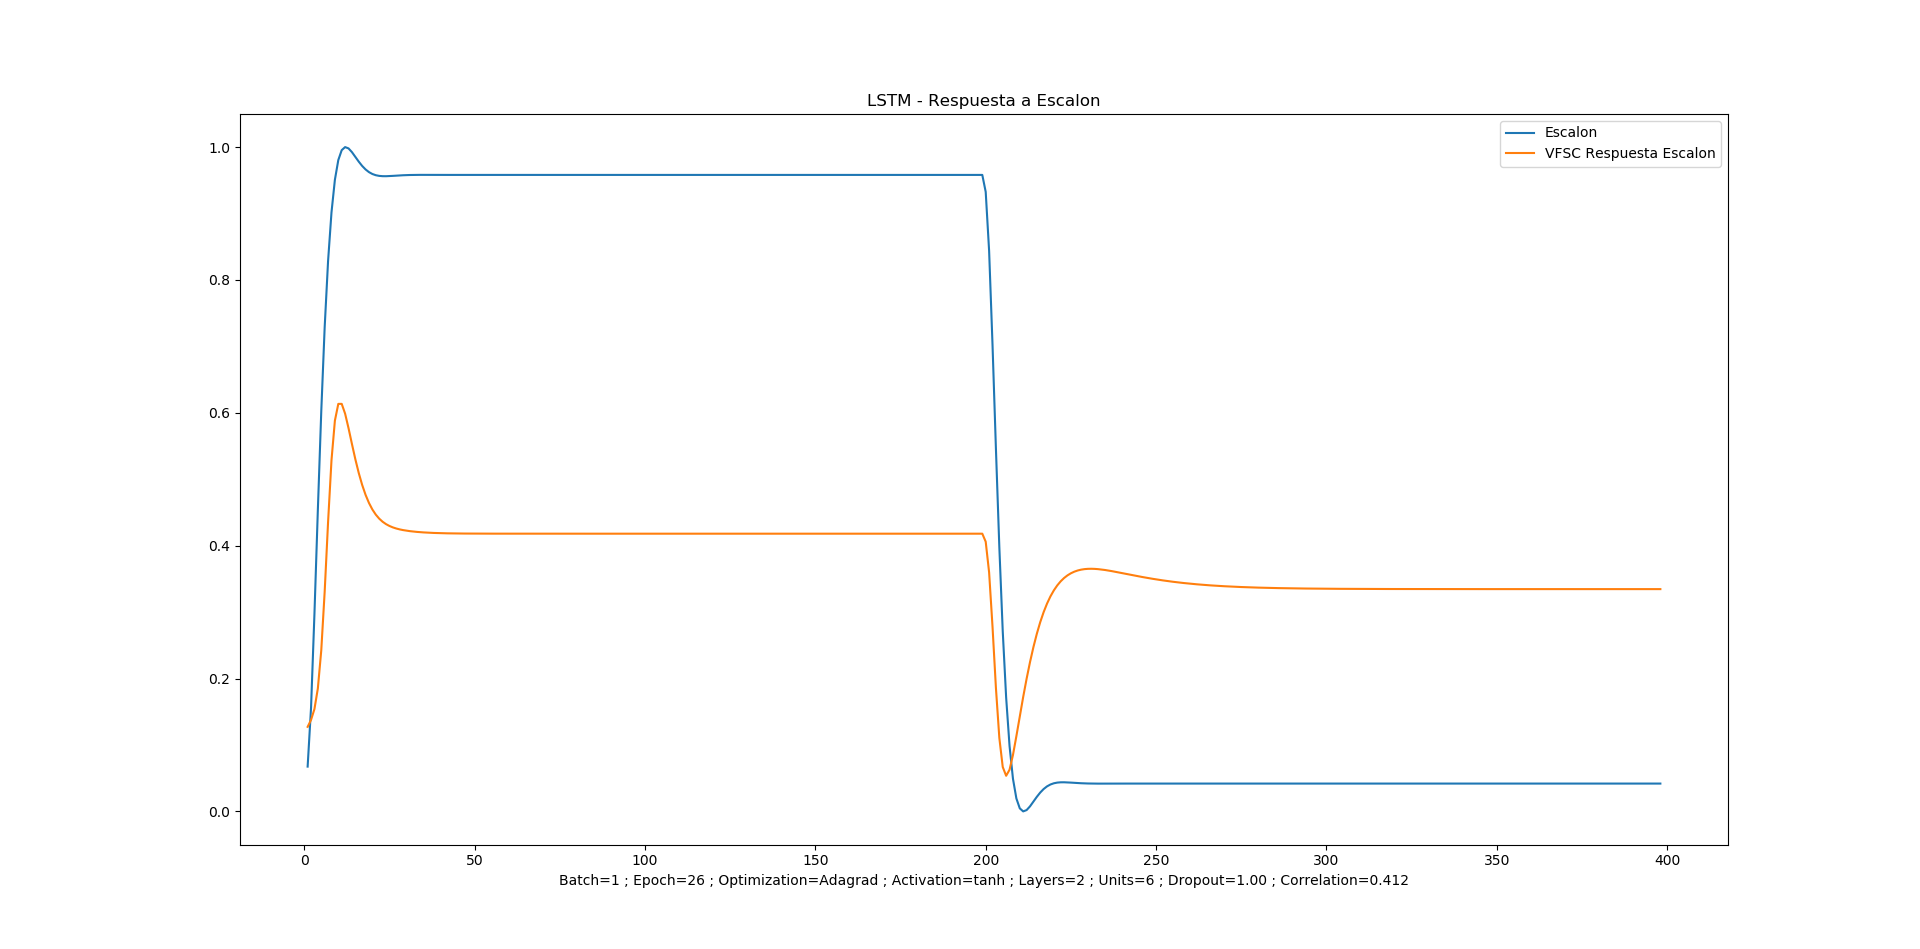 LSTM - Respuesta a Escalon
Escalon
VFSC Respuesta Escalon
1.0
0.8
0.6
0.4
0.2
0.0
0 50 100 150 200 250 300 350 400
Batch=1 ; Epoch=26 ; Optimization=Adagrad ; Activation=tanh ; Layers=2 ; Units=6 ; Dropout=1.00 ; Correlation=0.412